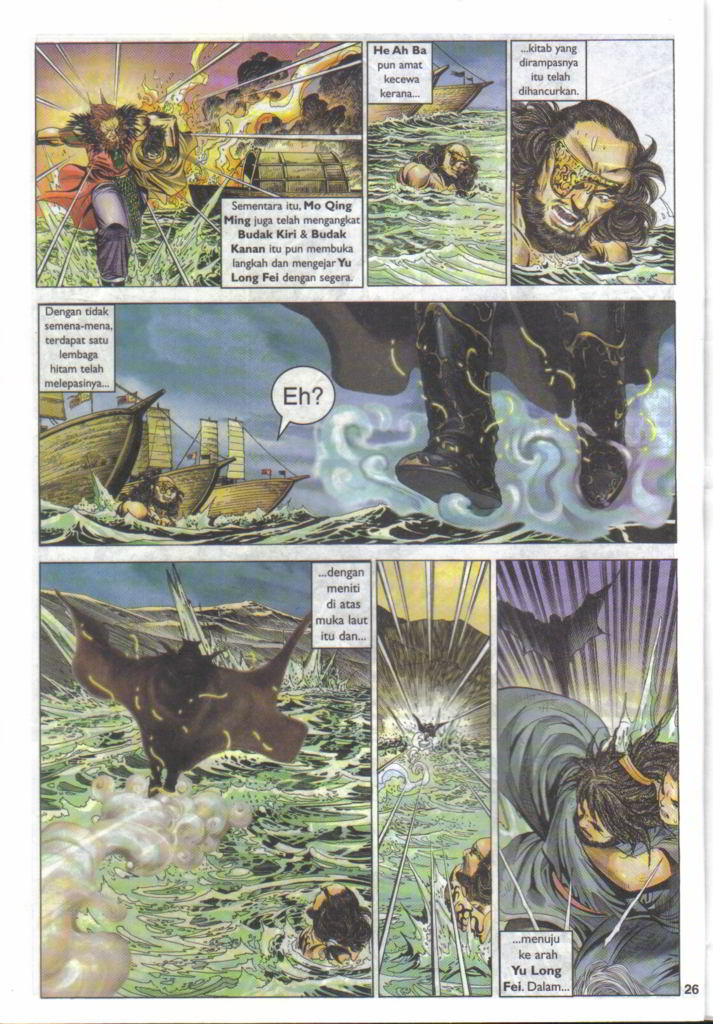 Sementara itu, Mo Qing
Ming juga telah mengangkat
Budak Kiri & Budak
Kanan itu pun membuka
langkah dan mengejar Yu
Long Fei dengan segera.
He Ah Ba
pun amat
kecewa
kerana...
...kitab yang
dirampasnya
itu telah
dihancurkan.
Dengan tidak
semena-mena,
terdapat satu
lembaga
hitam telah
melepasinya...
Eh?
...dengan
meniti
di atas
muka laut
itu dan...
...menuju
ke arah
Yu Long
Fei. Dalam...
26